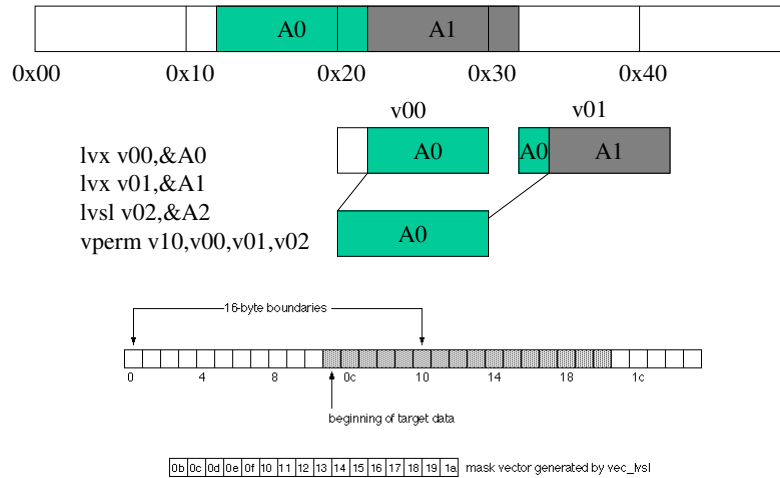 A0 A1
0x00 0x10 0x20 0x30 0x40
v00 v01
A0 A0 A1
lvx v00,&A0
lvx v01,&A1
lvsl v02,&A2
vperm v10,v00,v01,v02
A0
16-byte boundaries
0 4 8 0c 10 14 18 1c
beginning of target data
0b 0c 0d 0e 0f 10 11 12 13 14 15 16 17 18 19 1a mask vector generated by vec_lvsl